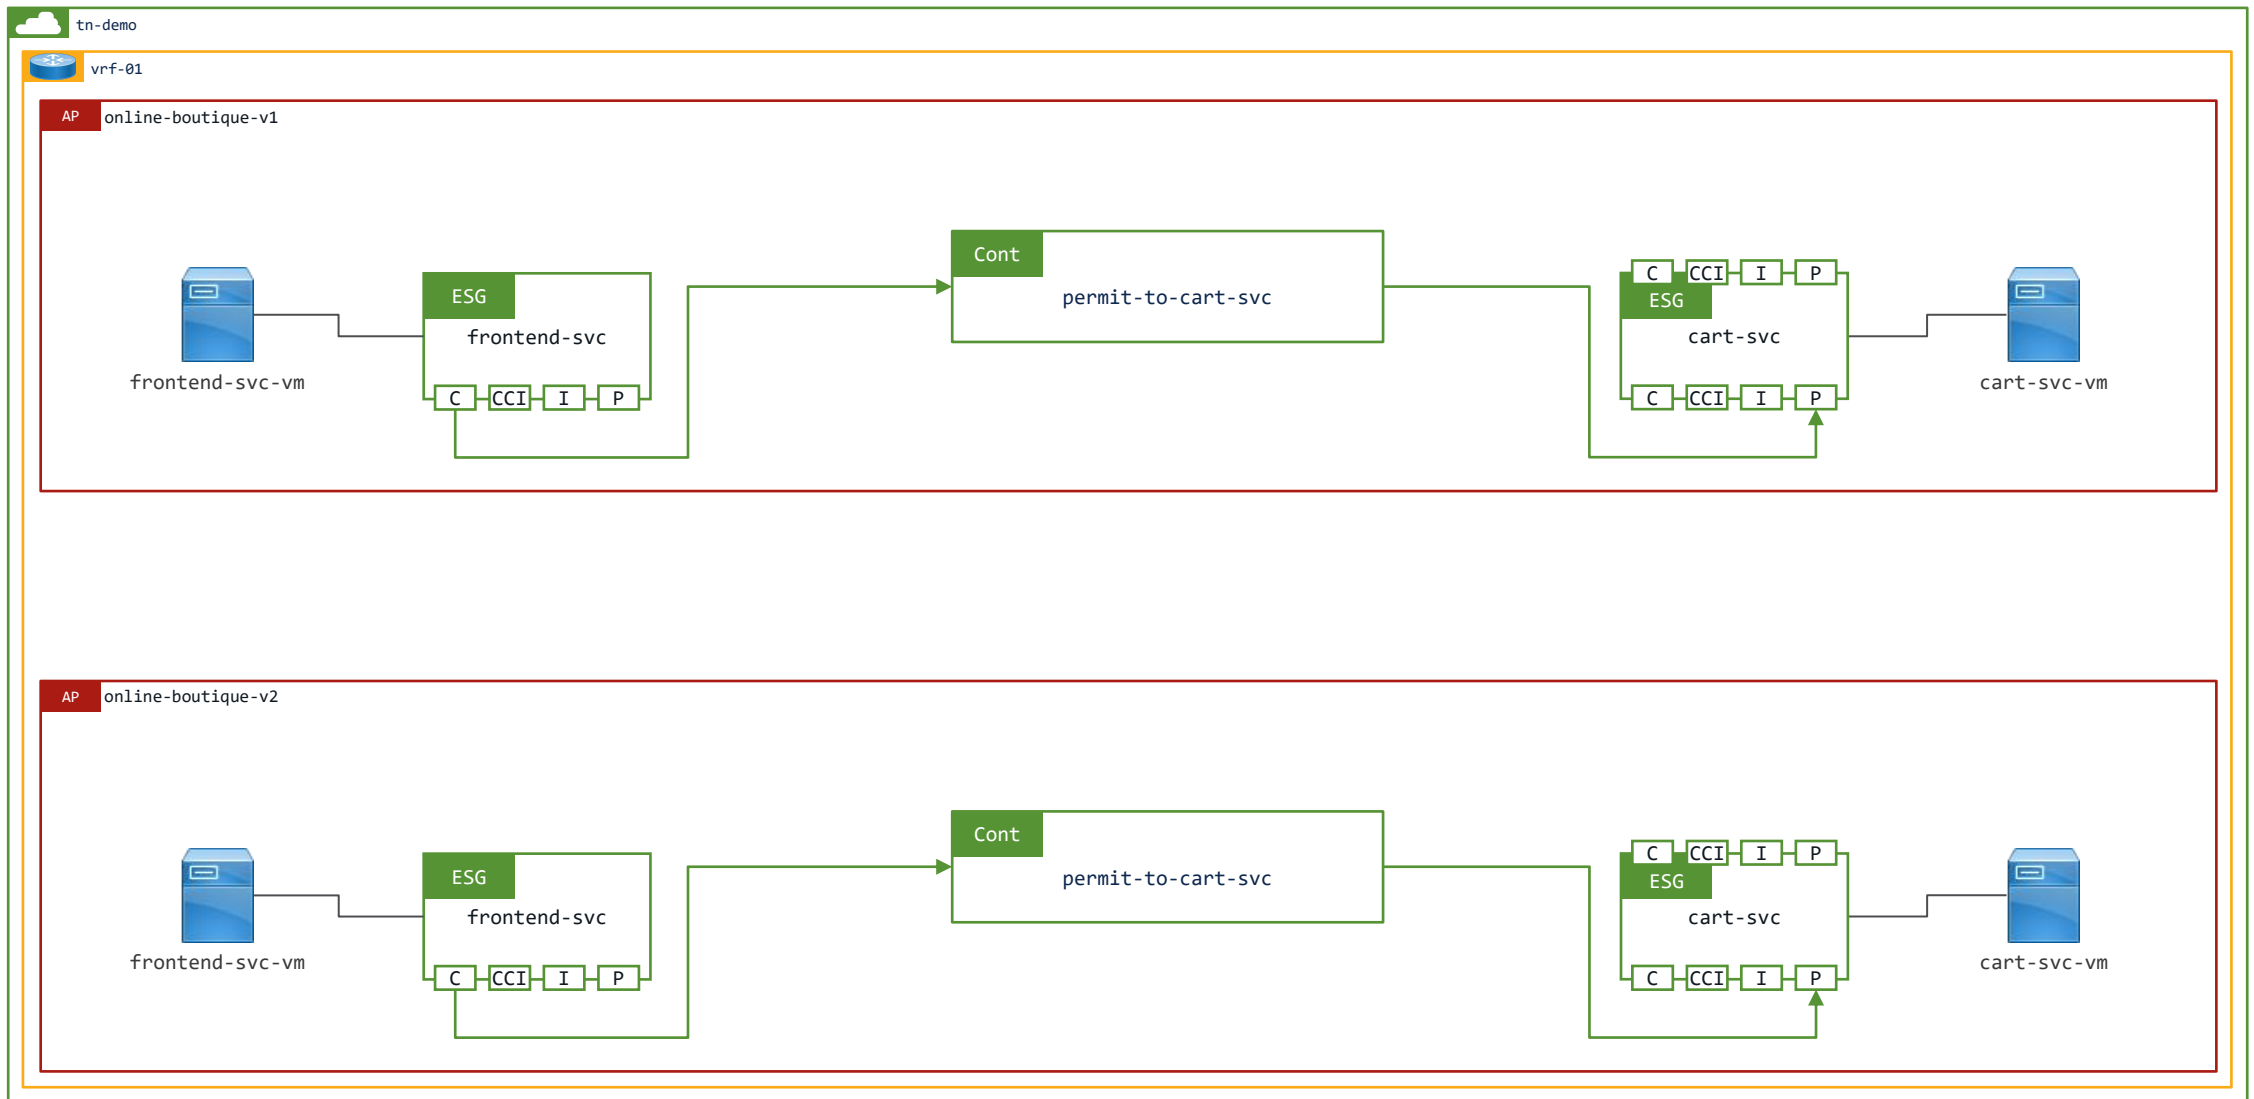 tn-demo
vrf-01
AP online-boutique-v1
Cont
permit-to-cart-svc
C CCI I P
ESG
frontend-svc
C CCI I P
frontend-svc-vm
ESG
cart-svc
C CCI I P
cart-svc-vm
AP online-boutique-v2
Cont
permit-to-cart-svc
C CCI I P
ESG
frontend-svc
C CCI I P
frontend-svc-vm
ESG
cart-svc
C CCI I P
cart-svc-vm